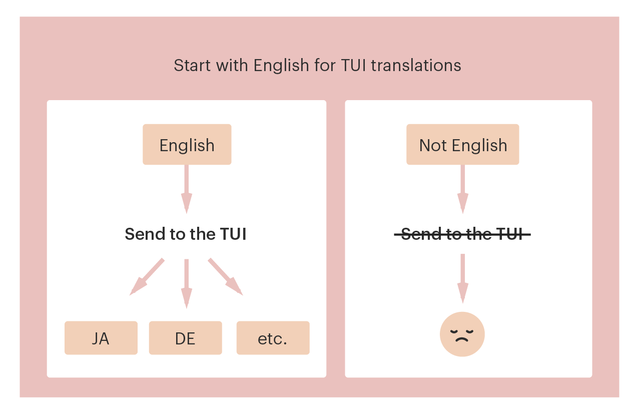 Start with English for TUI translations
English
Send to the TUI
JA
DE
etc.
Not English
Send to the TUI